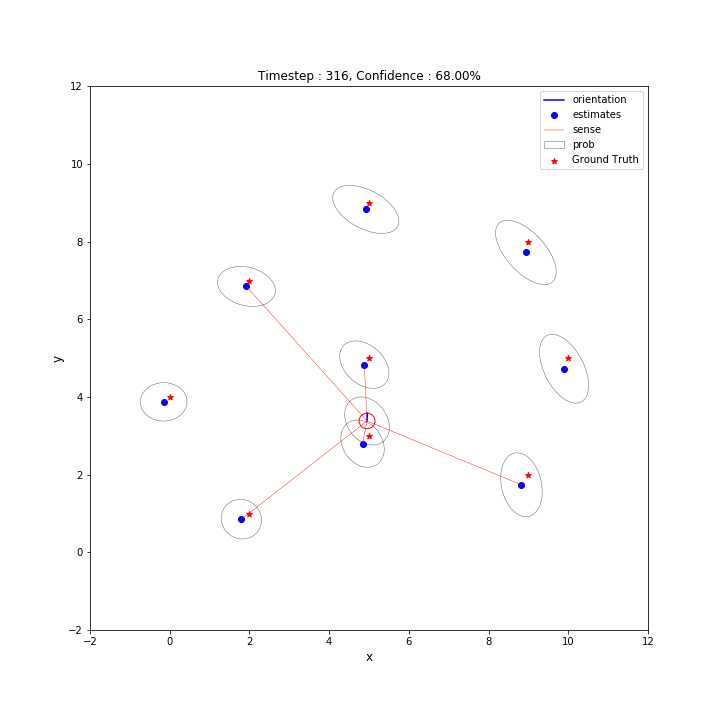 Timestep : 316, Confidence : 68.00%
orientation
estimates
sense
prob
Ground Truth
12
10
8
6
4
2
0
−2
y
−2 0 2 4 6 8 10 12
x